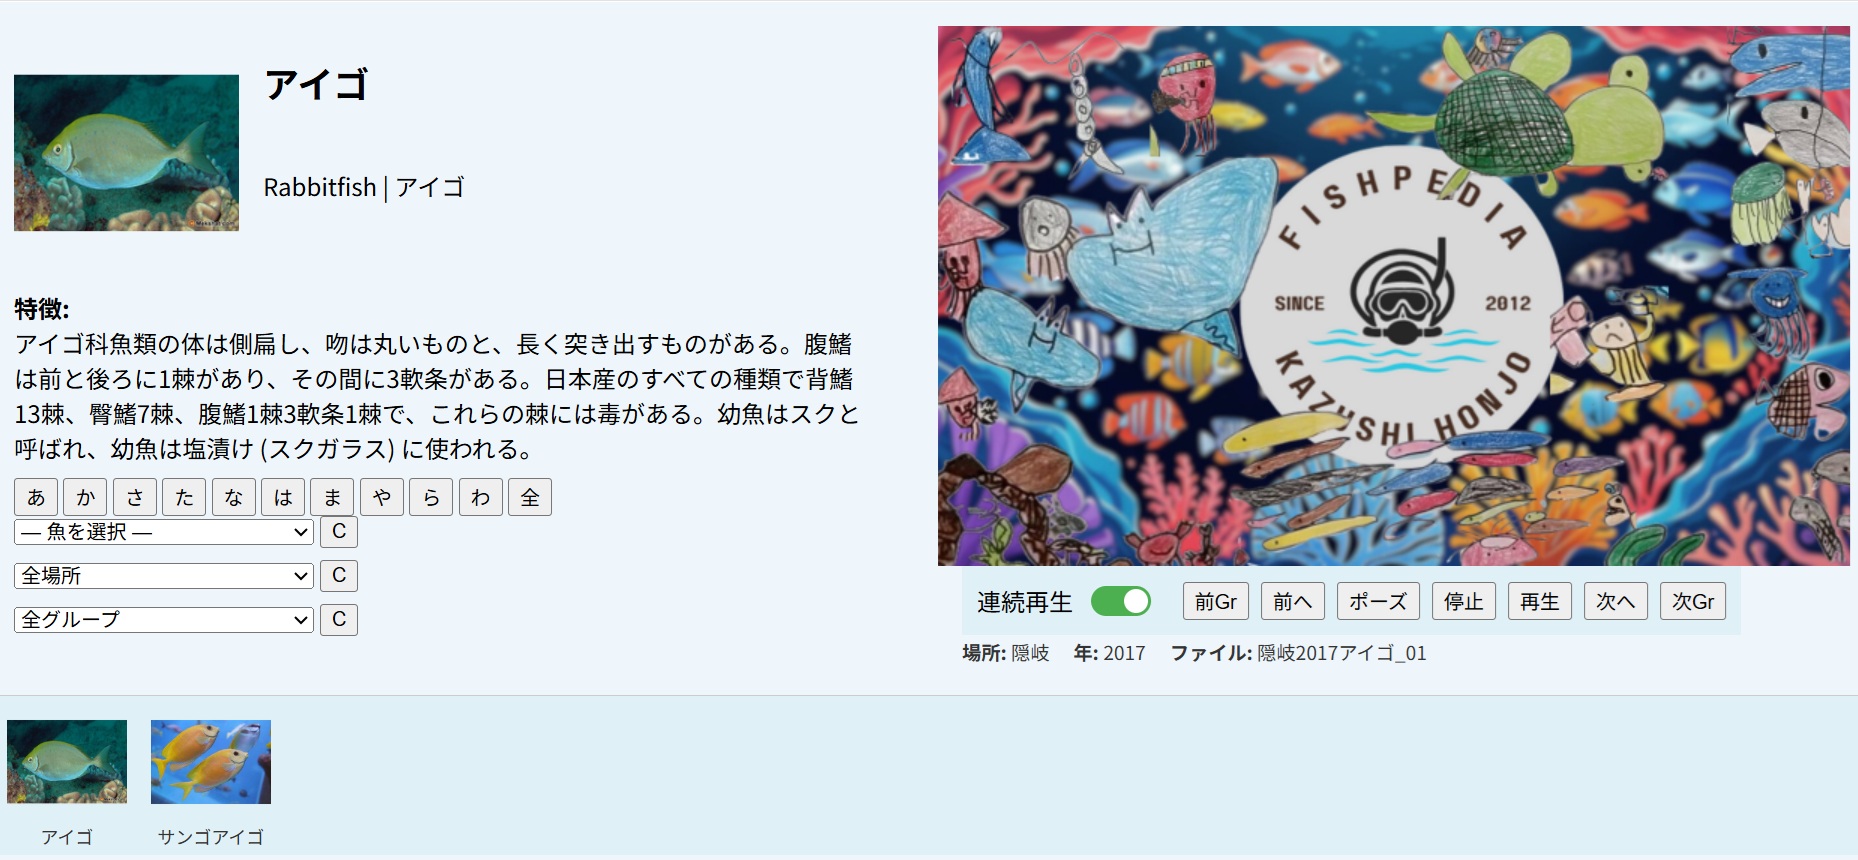 アイゴ
Rabbitfish | アイゴ
特徴:
アイゴ科魚類の体は側扁し、吻は丸いものと、長く突き出すものがある。腹鰭
は前と後ろに1棘があり、その間に3軟条がある。日本産のすべての種類で背鰭
13棘、臀鰭7棘、腹鰭1棘3軟条1棘で、これらの棘には毒がある。幼魚はスクと
呼ばれ、幼魚は塩漬け (スクガラス) に使われる。
あ か さ た な は ま や ら わ 全
― 魚を選択 ― C
全場所 C
全グループ C
FISHPEDIA
SINCE 2012
KAZUSHI HONJO
連続再生 前Gr 前へ ポーズ 停止 再生 次へ 次Gr
場所: 隠岐 年: 2017 ファイル: 隠岐2017アイゴ_01
アイゴ サンゴアイゴ